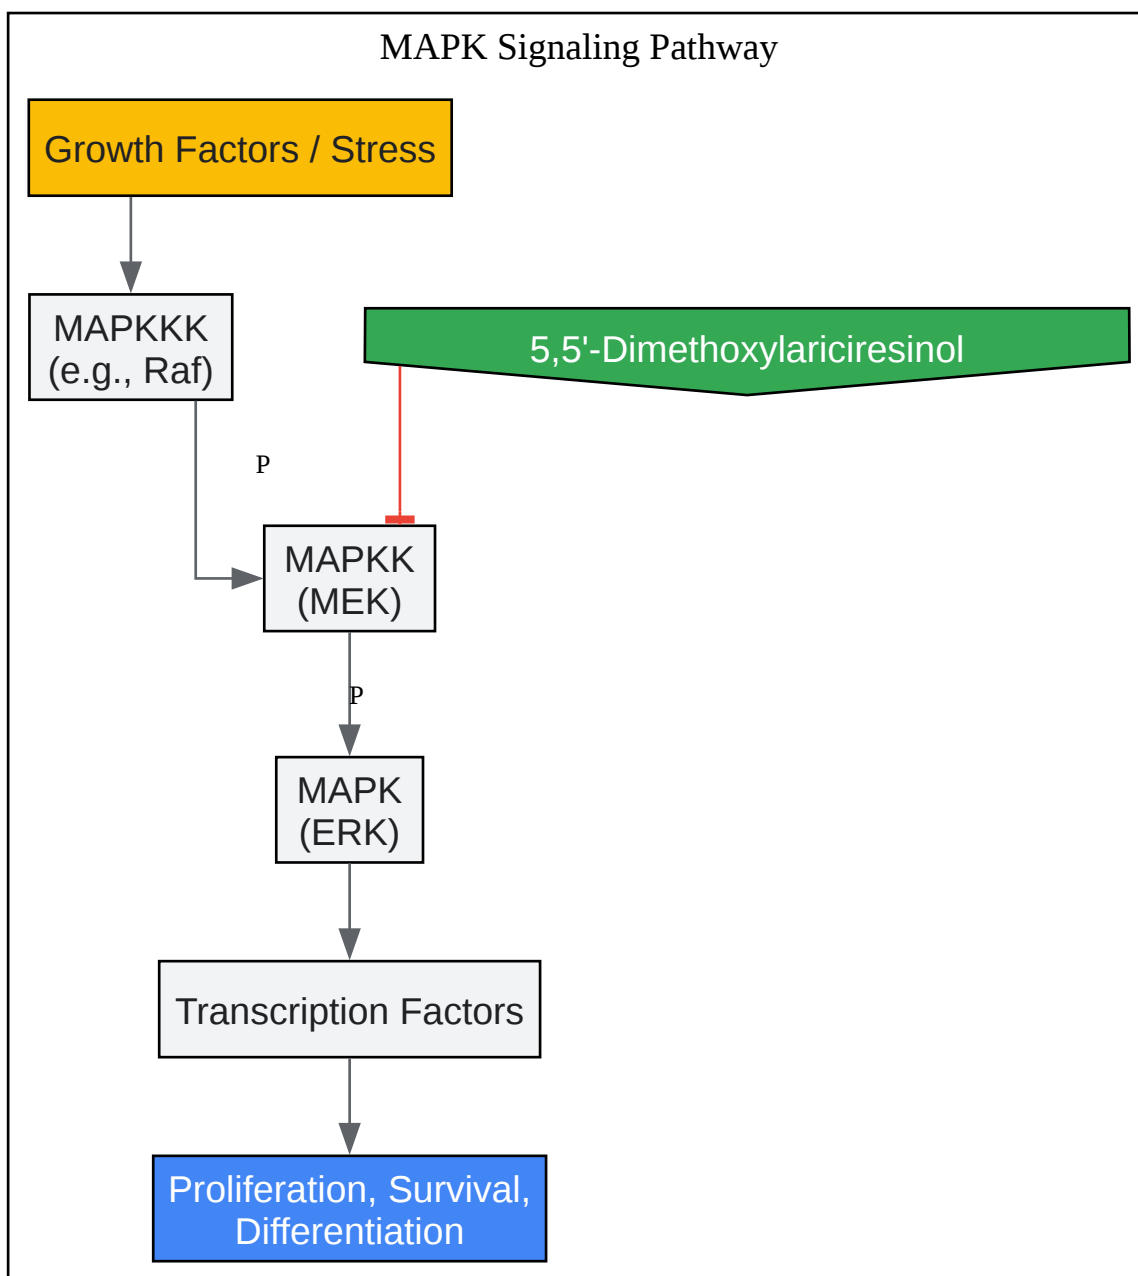 MAPK Signaling Pathway
Growth Factors / Stress
MAPKKK
(e.g., Raf)
5,5'-Dimethoxylariciresinol
P
MAPKK
(MEK)
P
MAPK
(ERK)
Transcription Factors
Proliferation, Survival,
Differentiation